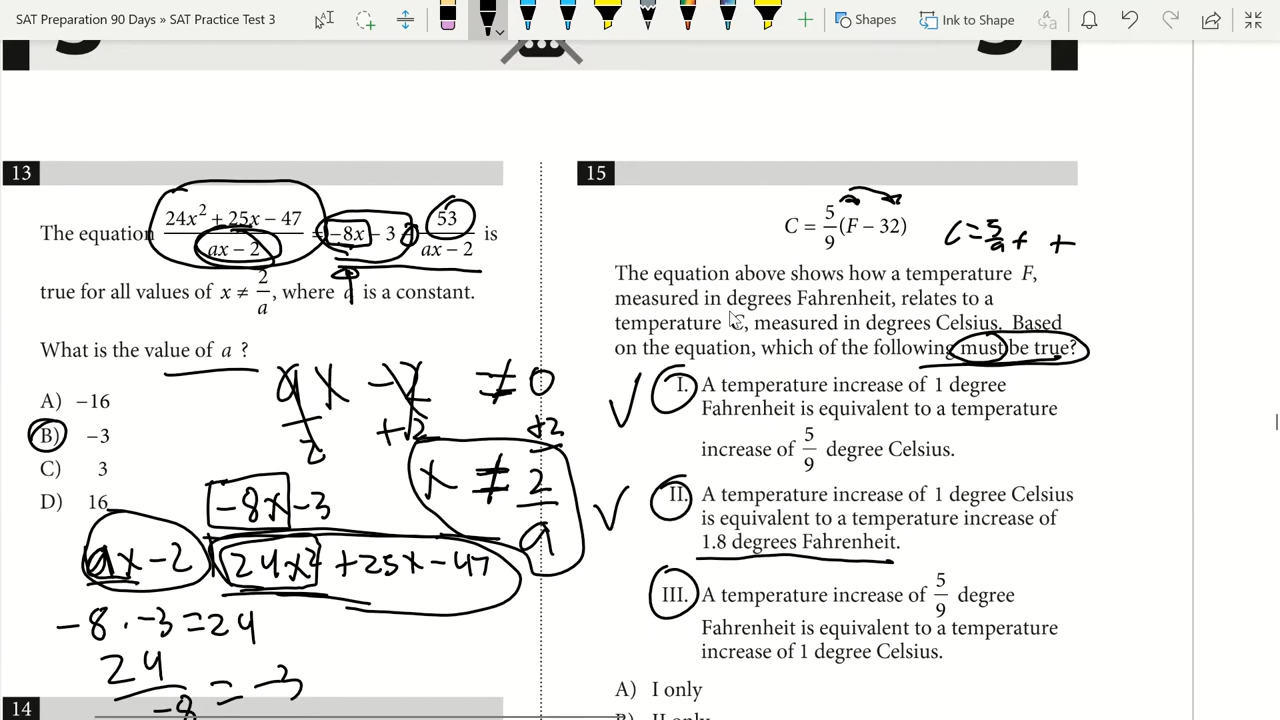 SAT Preparation 90 Days » SAT Practice Test 3
Shapes
Ink to Shape
13
The equation 24x² + 25x − 47 / ax − 2 = −8x − 3 − 53 / ax − 2 is
true for all values of x ≠ 2/a, where a is a constant.
What is the value of a ?
A) −16
B) −3
C) 3
D) 16
ax − 2 ≠ 0
+2 +2
x ≠ 2/a
−8x −3
ax − 2 24x² +25x − 47
−8 · −3 = 24
24/−8 = −3
14
15
C = 5/9 (F − 32)
C = 5/9 F +
The equation above shows how a temperature F,
measured in degrees Fahrenheit, relates to a
temperature C, measured in degrees Celsius. Based
on the equation, which of the following must be true?
I. A temperature increase of 1 degree
Fahrenheit is equivalent to a temperature
increase of 5/9 degree Celsius.
II. A temperature increase of 1 degree Celsius
is equivalent to a temperature increase of
1.8 degrees Fahrenheit.
III. A temperature increase of 5/9 degree
Fahrenheit is equivalent to a temperature
increase of 1 degree Celsius.
A) I only
B) II only